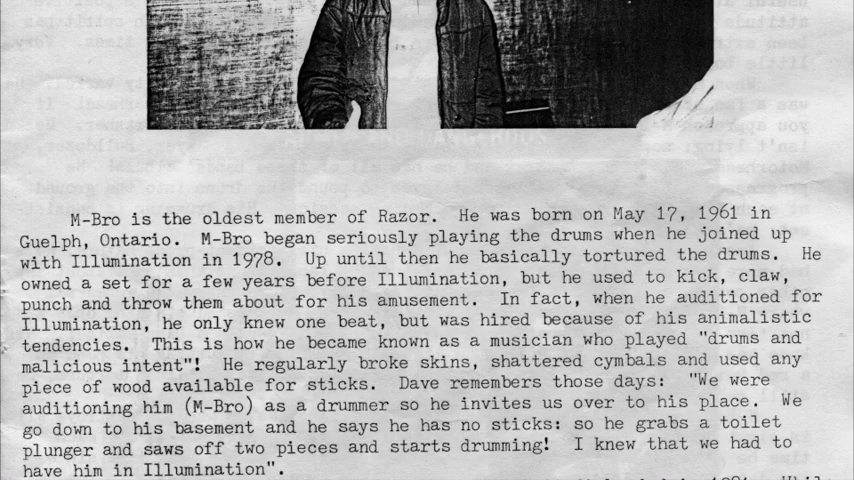 M-Bro is the oldest member of Razor. He was born on May 17, 1961 in
Guelph, Ontario. M-Bro began seriously playing the drums when he joined up
with Illumination in 1978. Up until then he basically tortured the drums. He
owned a set for a few years before Illumination, but he used to kick, claw,
punch and throw them about for his amusement. In fact, when he auditioned for
Illumination, he only knew one beat, but was hired because of his animalistic
tendencies. This is how he became known as a musician who played "drums and
malicious intent"! He regularly broke skins, shattered cymbals and used any
piece of wood available for sticks. Dave remembers those days: "We were
auditioning him (M-Bro) as a drummer so he invites us over to his place. We
go down to his basement and he says he has no sticks: so he grabs a toilet
plunger and saws off two pieces and starts drumming! I knew that we had to
have him in Illumination".